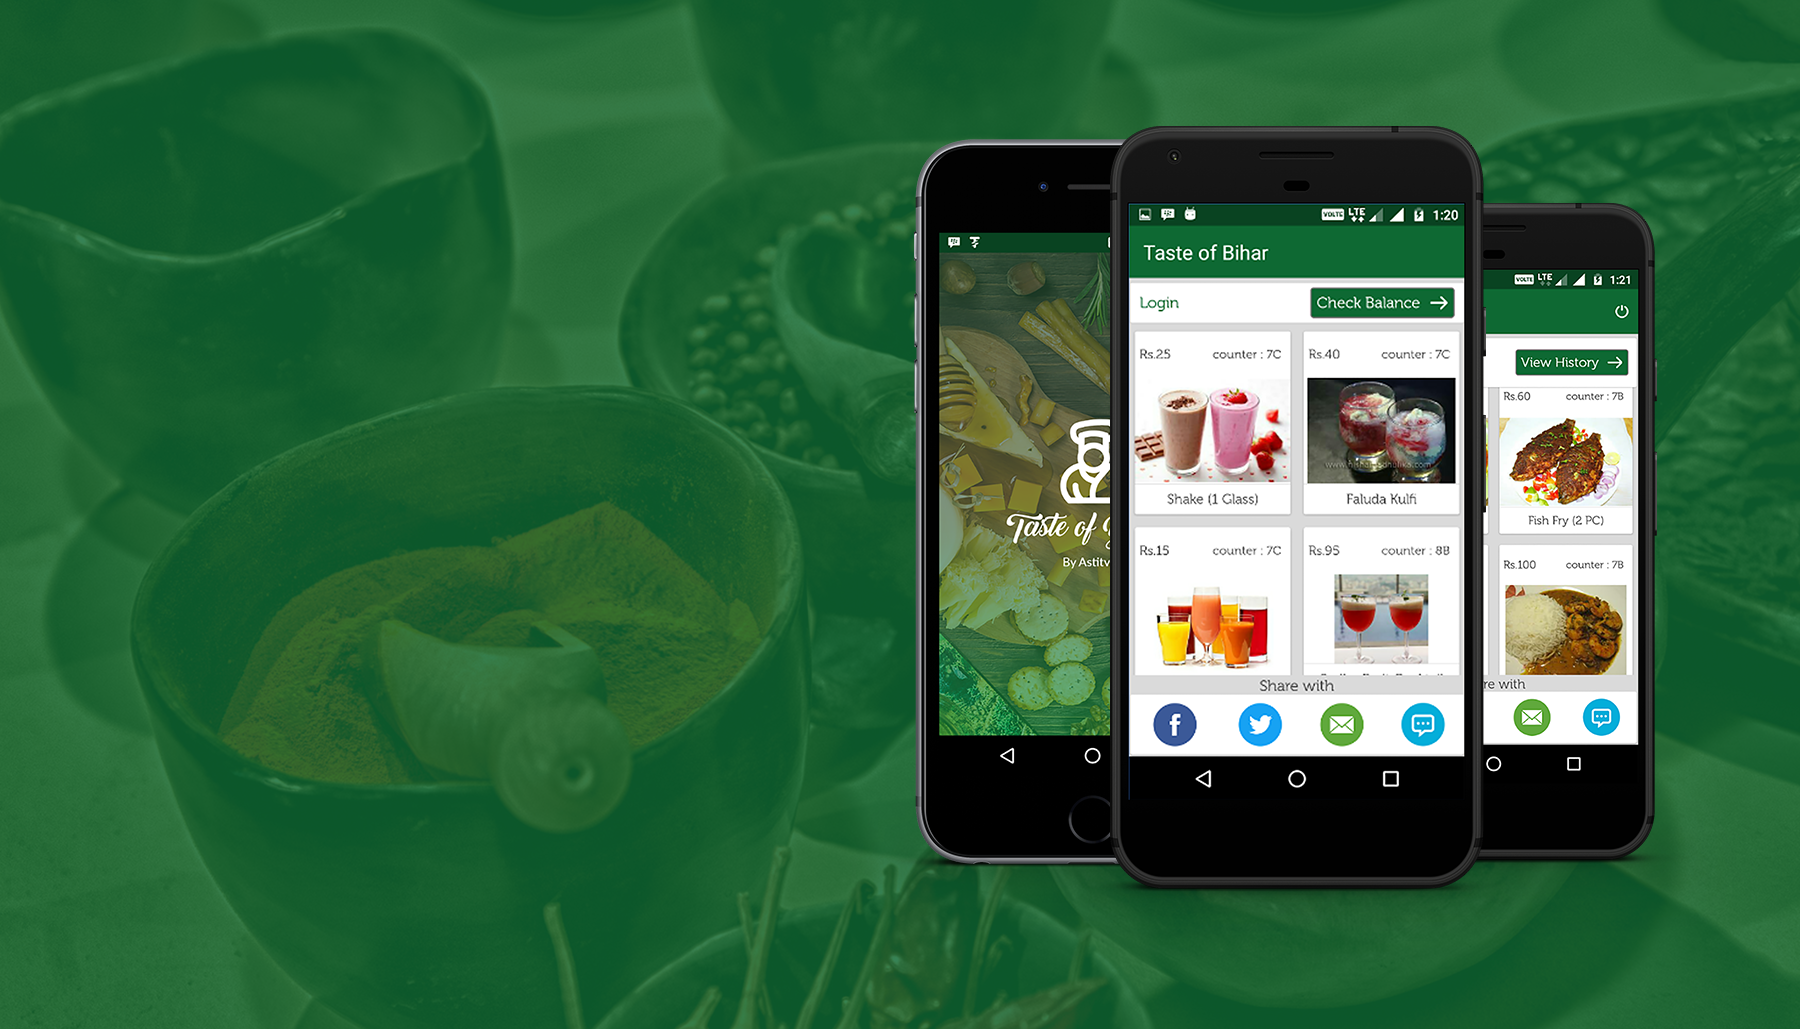 Taste of
By Astitv
VOLTE LTE 1:20
Taste of Bihar
Login
Check Balance
Rs.25 counter : 7C
Shake (1 Glass)
Rs.40 counter : 7C
Faluda Kulfi
Rs.15 counter : 7C
Rs.95 counter : 8B
Share with
VOLTE LTE 1:21
View History
Rs.60 counter : 7B
Fish Fry (2 PC)
Rs.100 counter : 7B
re with